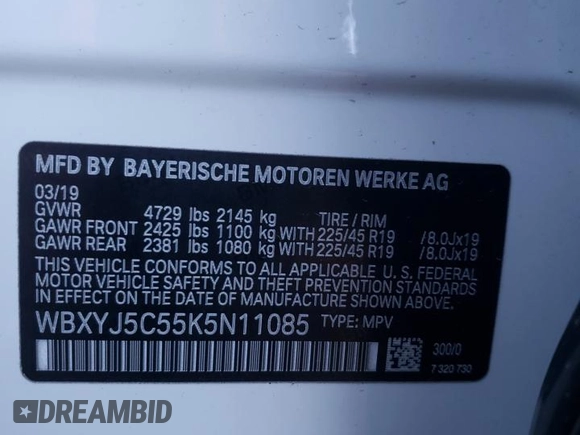 MFD BY BAYERISCHE MOTOREN WERKE AG
03/19
GVWR 4729 lbs 2145 kg TIRE / RIM
GAWR FRONT 2425 lbs 1100 kg WITH 225/45 R19 /8.0Jx19
GAWR REAR 2381 lbs 1080 kg WITH 225/45 R19 /8.0Jx19
THIS VEHICLE CONFORMS TO ALL APPLICABLE U.S. FEDERAL
MOTOR VEHICLE SAFETY AND THEFT PREVENTION STANDARDS
IN EFFECT ON THE DATE OF MANUFACTURE SHOWN ABOVE.
WBXYJ5C55K5N11085 TYPE: MPV
300/0
7 320 730
DREAMBID